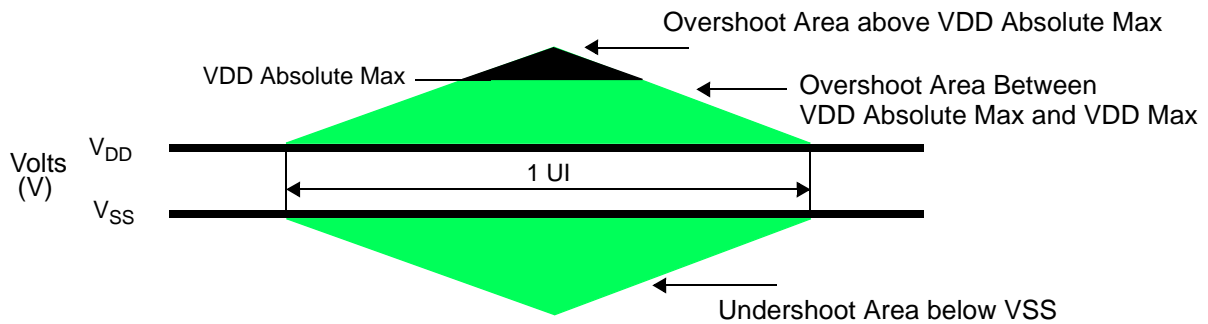 Overshoot Area above VDD Absolute Max
VDD Absolute Max
Overshoot Area Between
VDD Absolute Max and VDD Max
VDD
Volts
(V)
1 UI
VSS
Undershoot Area below VSS